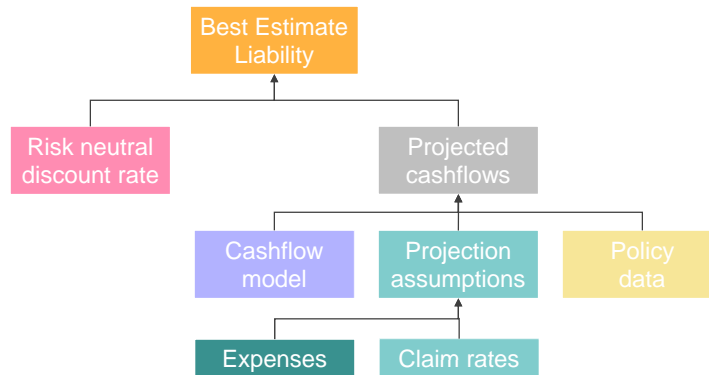 Best Estimate
Liability
Risk neutral
discount rate
Projected
cashflows
Cashflow
model
Projection
assumptions
Policy
data
Expenses
Claim rates